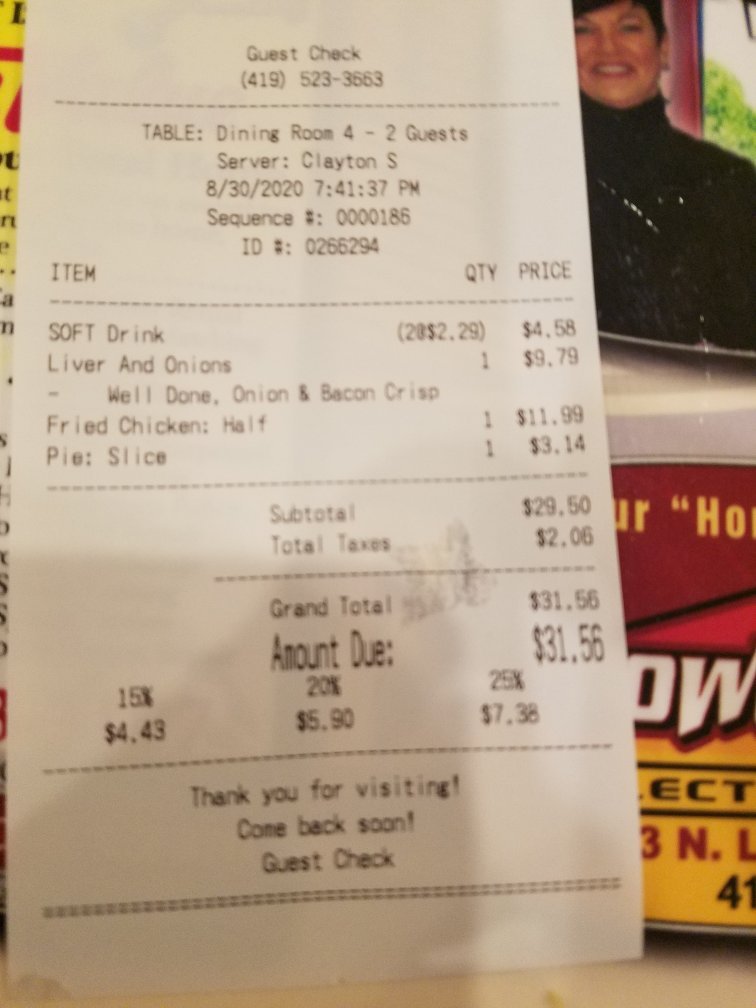 Guest Check
(419) 523-3663
TABLE: Dining Room 4 - 2 Guests
Server: Clayton S
8/30/2020 7:41:37 PM
Sequence #: 0000186
ID #: 0266294
ITEM QTY PRICE
SOFT Drink (2@$2.29) $4.58
Liver And Onions 1 $9.79
- Well Done, Onion & Bacon Crisp
Fried Chicken: Half 1 $11.99
Pie: Slice 1 $3.14
Subtotal $29.50
Total Taxes $2.06
Grand Total $31.56
Amount Due: $31.56
15% 20% 25%
$4.43 $5.90 $7.38
Thank you for visiting!
Come back soon!
Guest Check
ur "Hor
ow
LECT
3 N. L
41